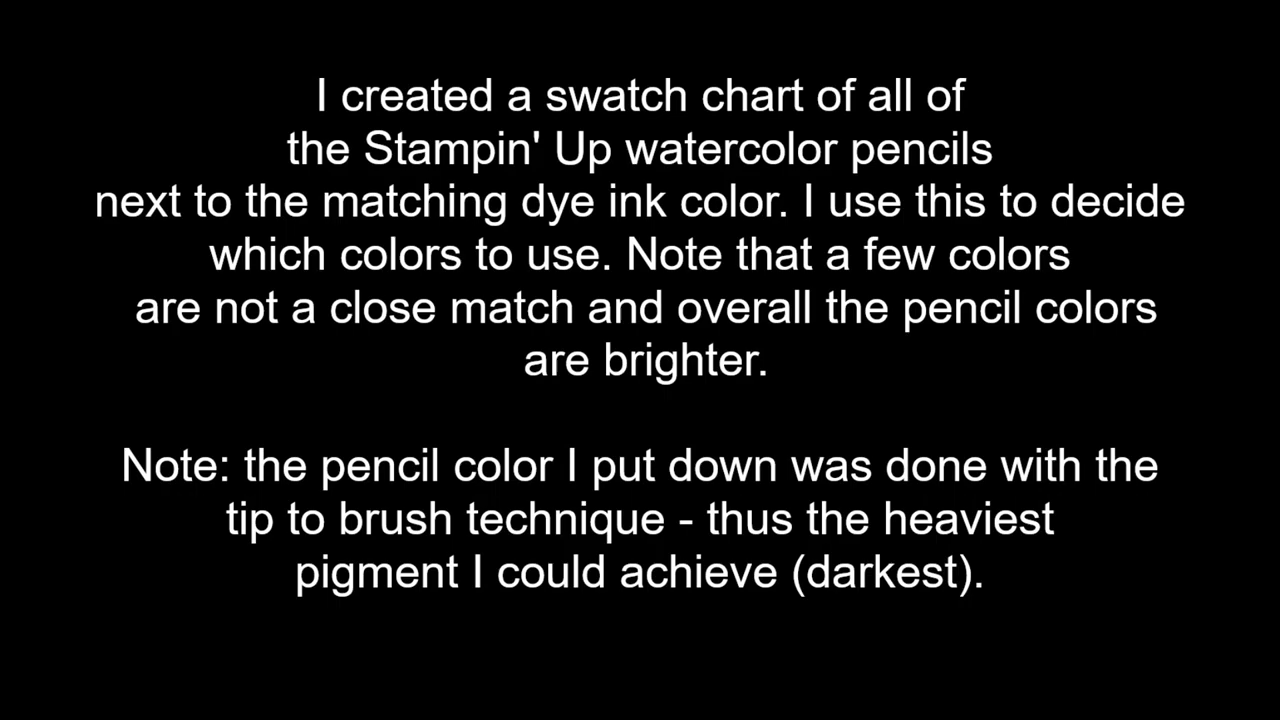 I created a swatch chart of all of
the Stampin' Up watercolor pencils
next to the matching dye ink color. I use this to decide
which colors to use. Note that a few colors
are not a close match and overall the pencil colors
are brighter.
Note: the pencil color I put down was done with the
tip to brush technique - thus the heaviest
pigment I could achieve (darkest).